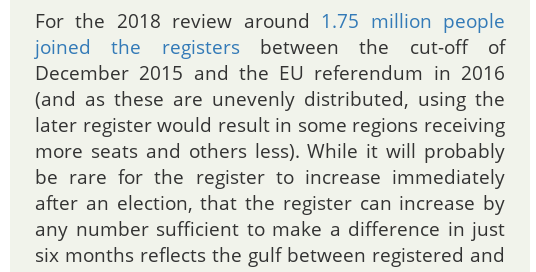 For the 2018 review around 1.75 million people
joined the registers between the cut-off of
December 2015 and the EU referendum in 2016
(and as these are unevenly distributed, using the
later register would result in some regions receiving
more seats and others less). While it will probably
be rare for the register to increase immediately
after an election, that the register can increase by
any number sufficient to make a difference in just
six months reflects the gulf between registered and